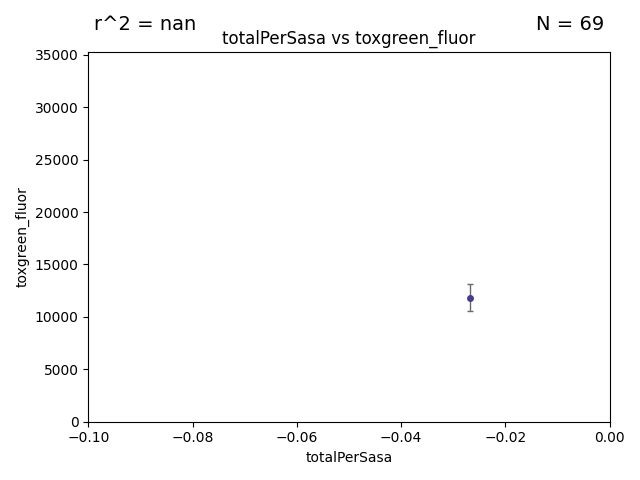 r^2 = nan
N = 69
totalPerSasa vs toxgreen_fluor
35000
30000
25000
20000
15000
10000
5000
0
toxgreen_fluor
−0.10
−0.08
−0.06
−0.04
−0.02
0.00
totalPerSasa